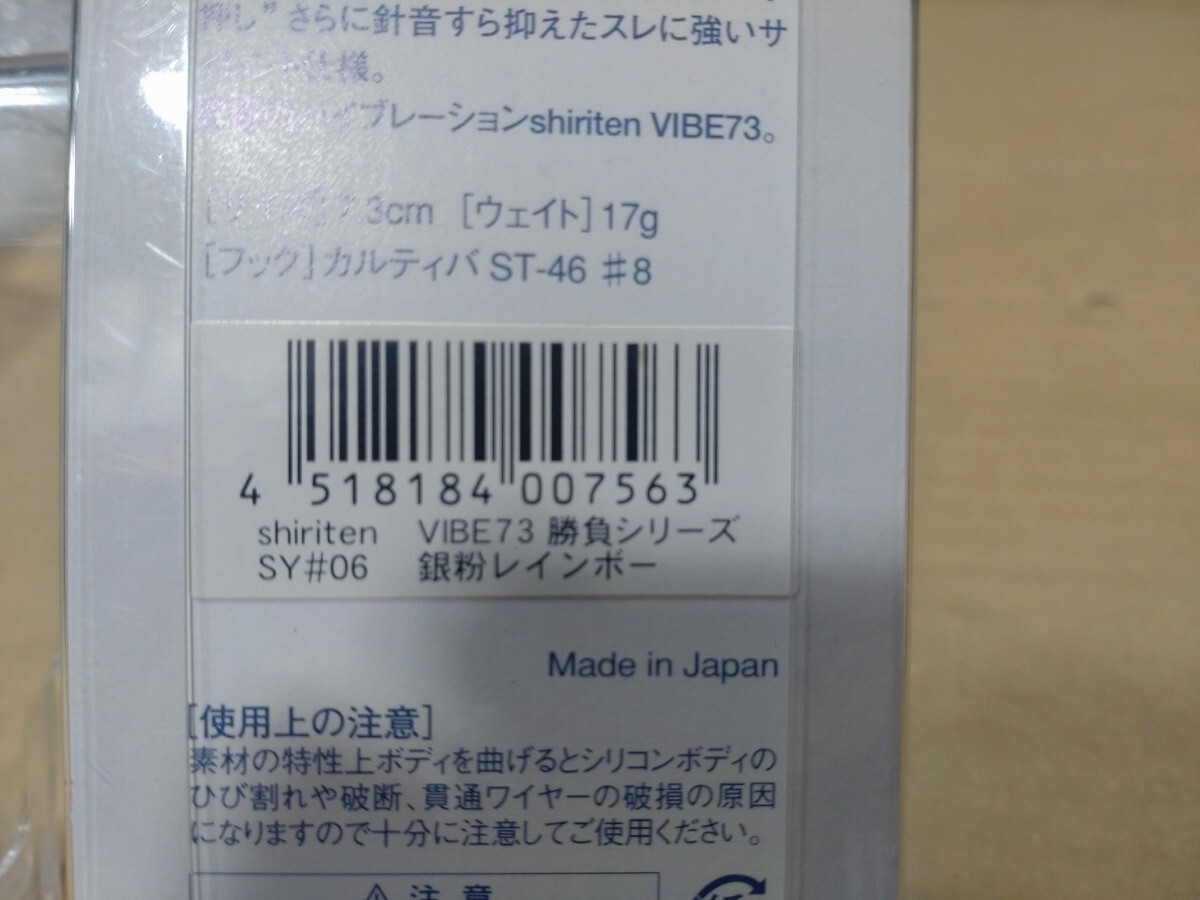 押し”さらに針音すら抑えたスレに強いサ
仕様。
ブレーションshiriten VIBE73。
[サイズ]7.3cm [ウェイト]17g
[フック]カルティバ ST-46 #8
4 518184 007563
shiriten VIBE73 勝負シリーズ
SY#06 銀粉レインボー
Made in Japan
[使用上の注意]
素材の特性上ボディを曲げるとシリコンボディの
ひび割れや破断、貫通ワイヤーの破損の原因
になりますので十分に注意してご使用ください。
⚠ 注 意